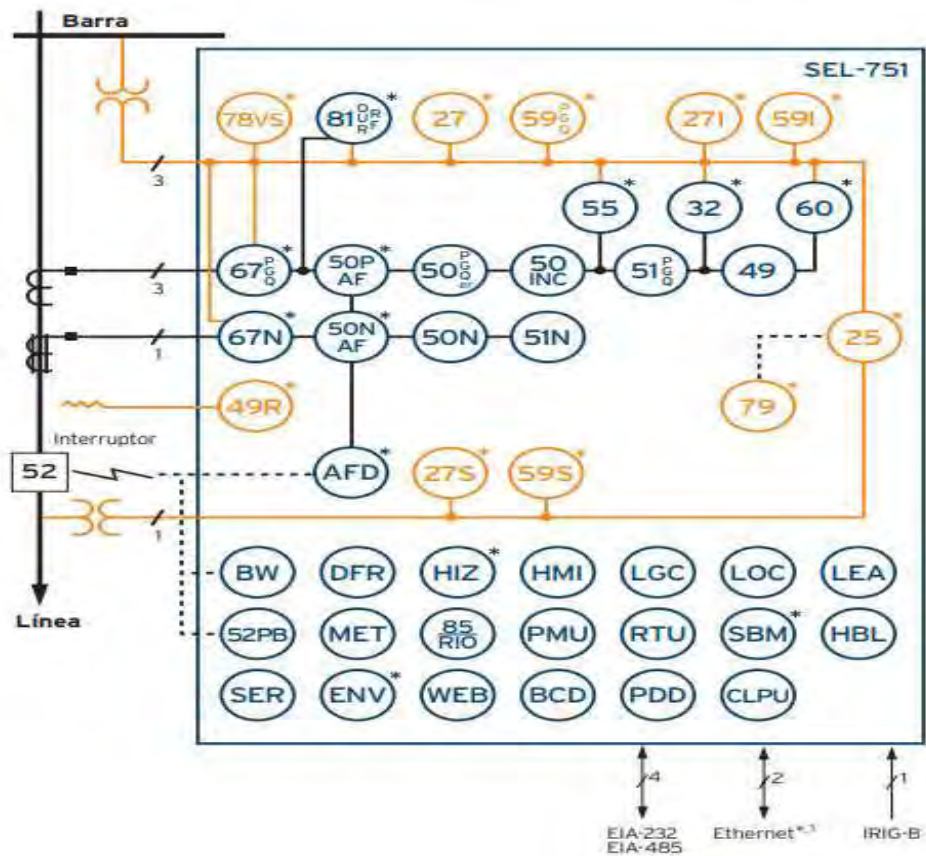 Barra
SEL-751
78VS*
81 O U R R F *
27*
59 P G Q *
27I*
59I*
3
55*
32*
60*
67 P G Q *
50P AF*
50 P G Q
50 INC
51 P G Q
49
3
67N*
50N AF*
50N
51N
25*
1
49R*
79*
Interruptor
52
AFD*
27S*
59S*
1
BW
DFR
HIZ*
HMI
LGC
LOC
LEA
Línea
52PB
MET
85 RIO
PMU
RTU
SBM*
HBL
SER
ENV*
WEB
BCD
PDD
CLPU
4
2
1
EIA-232
EIA-485
Ethernet*,1
IRIG-B